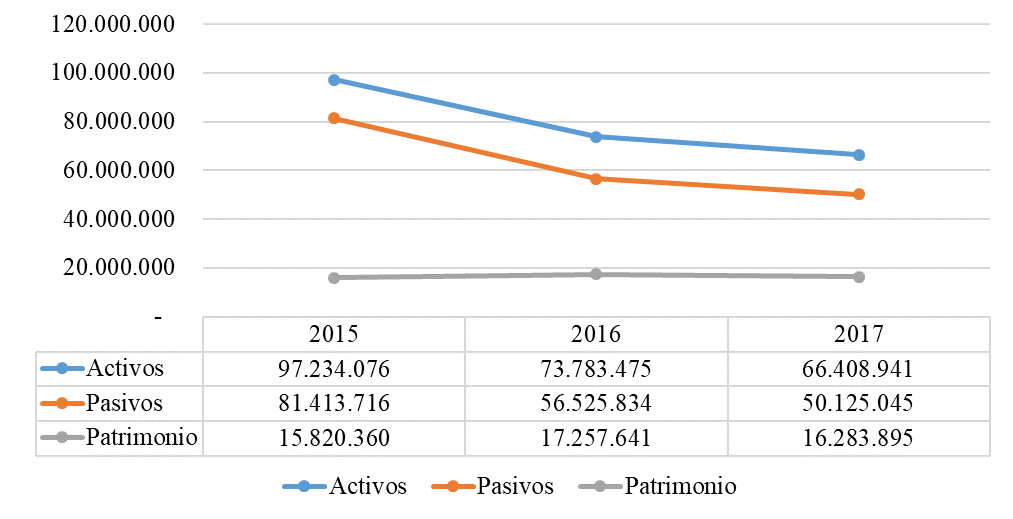 120.000.000
100.000.000
80.000.000
60.000.000
40.000.000
20.000.000
-
2015 2016 2017
Activos 97.234.076 73.783.475 66.408.941
Pasivos 81.413.716 56.525.834 50.125.045
Patrimonio 15.820.360 17.257.641 16.283.895
Activos Pasivos Patrimonio